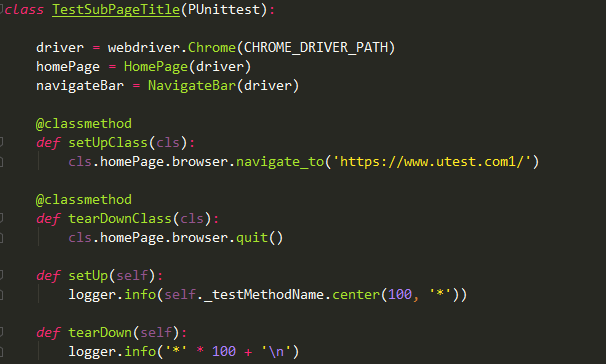 class TestSubPageTitle(PUnittest):
driver = webdriver.Chrome(CHROME_DRIVER_PATH)
homePage = HomePage(driver)
navigateBar = NavigateBar(driver)
@classmethod
def setUpClass(cls):
cls.homePage.browser.navigate_to('https://www.utest.com1/')
@classmethod
def tearDownClass(cls):
cls.homePage.browser.quit()
def setUp(self):
logger.info(self._testMethodName.center(100, '*'))
def tearDown(self):
logger.info('*' * 100 + '\n')